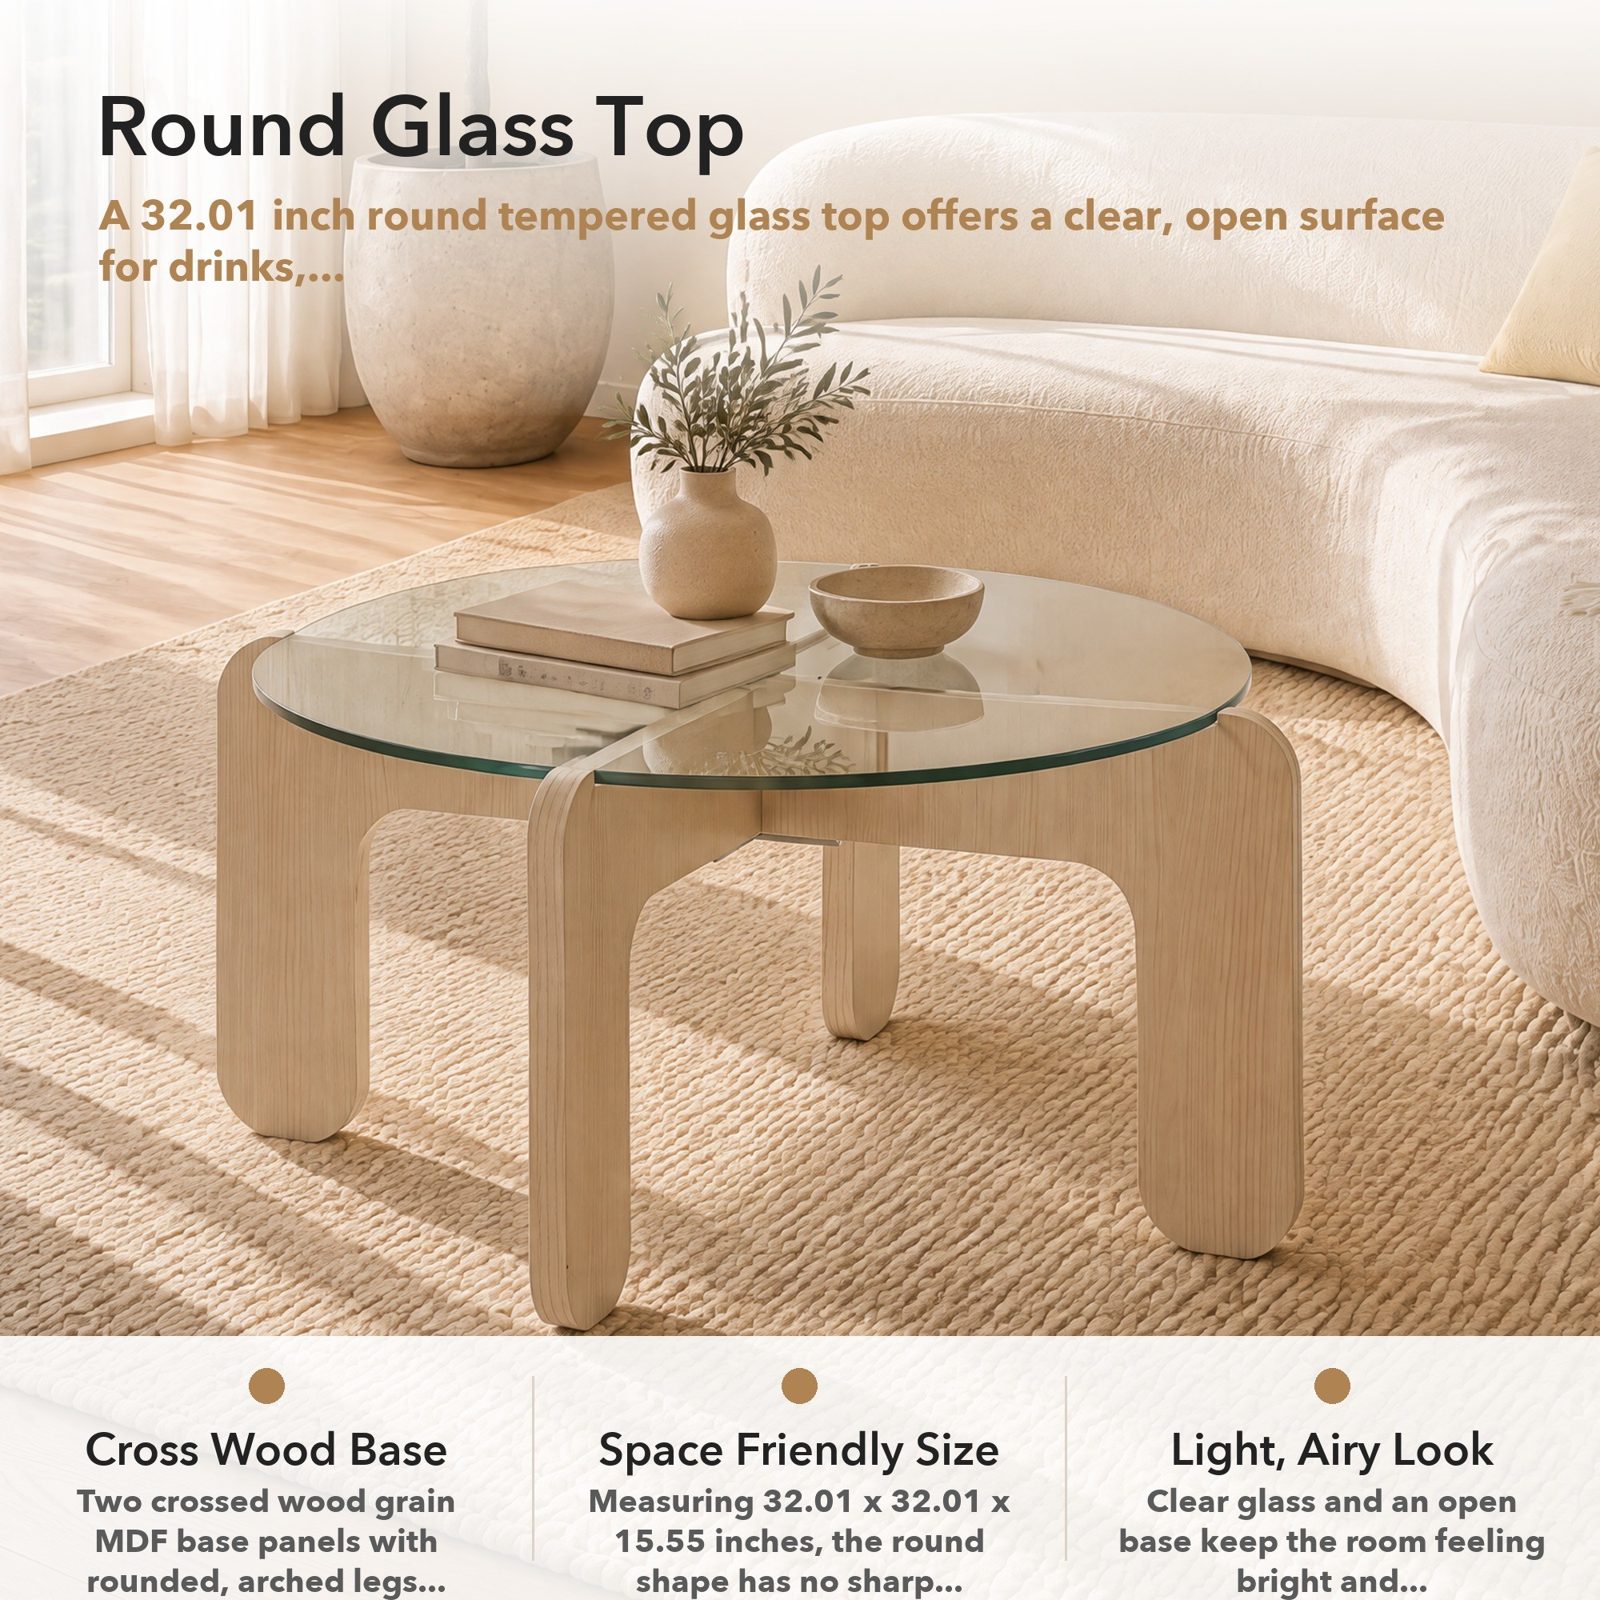 Round Glass Top
A 32.01 inch round tempered glass top offers a clear, open surface
for drinks,...
Cross Wood Base
Two crossed wood grain
MDF base panels with
rounded, arched legs...
Space Friendly Size
Measuring 32.01 x 32.01 x
15.55 inches, the round
shape has no sharp...
Light, Airy Look
Clear glass and an open
base keep the room feeling
bright and...